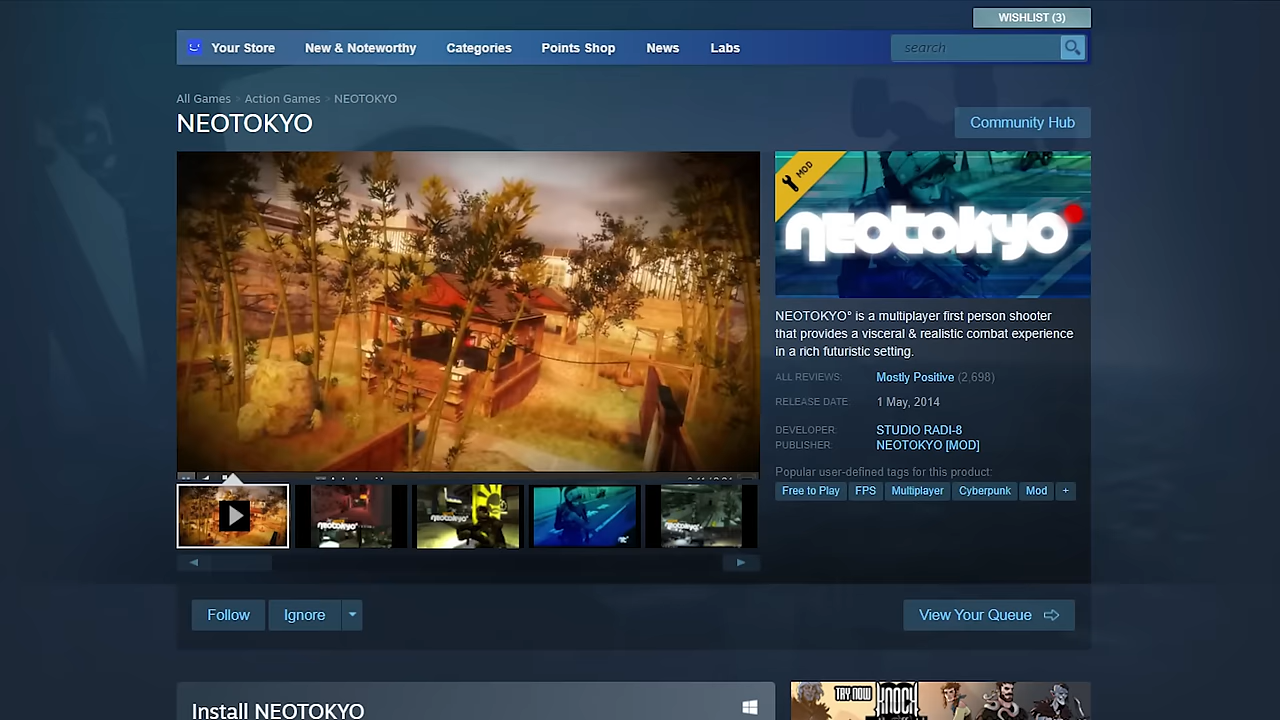 WISHLIST (3)
Your Store New & Noteworthy Categories Points Shop News Labs search
All Games > Action Games > NEOTOKYO
NEOTOKYO
Community Hub
MOD
neotokyo
NEOTOKYO° is a multiplayer first person shooter
that provides a visceral & realistic combat experience
in a rich futuristic setting.
ALL REVIEWS: Mostly Positive (2,698)
RELEASE DATE: 1 May, 2014
DEVELOPER: STUDIO RADI-8
PUBLISHER: NEOTOKYO [MOD]
Popular user-defined tags for this product:
Free to Play FPS Multiplayer Cyberpunk Mod +
neotokyo neotokyo neotokyo
Follow Ignore
View Your Queue
Install NEOTOKYO
TRY NOW KNOCK